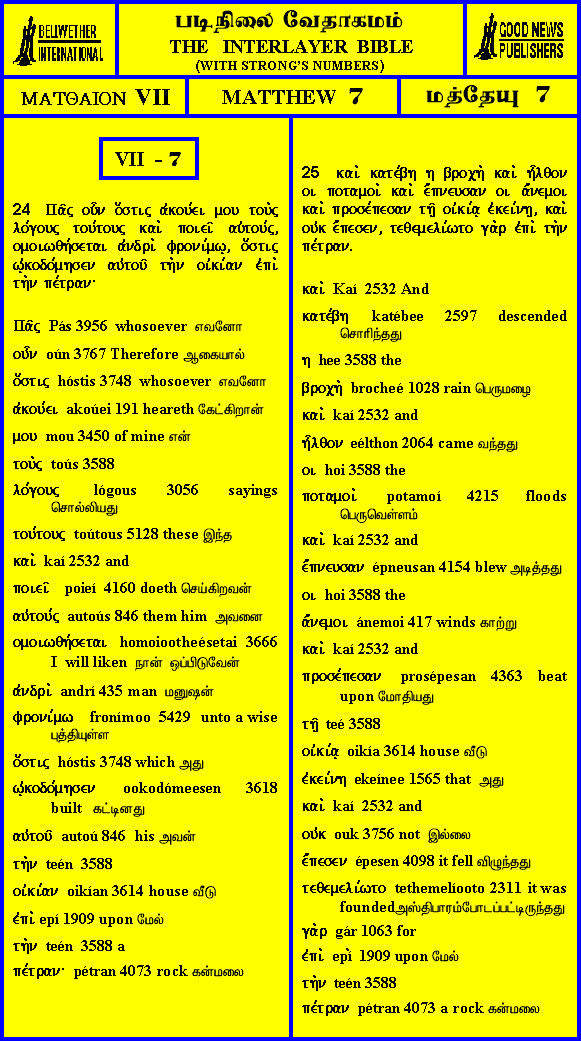 BELLWETHER
INTERNATIONAL
படிநிலை வேதாகமம்
THE INTERLAYER BIBLE
(WITH STRONG'S NUMBERS)
GOOD NEWS
PUBLISHERS
ΜΑΤΘΑΙΟΝ VII
MATTHEW 7
மத்தேயு 7
VII - 7
24 Πᾶς οὖν ὅστις ἀκούει μου τοὺς
λόγους τούτους καὶ ποιεῖ αὐτούς,
ομοιωθήσεται ἀνδρὶ φρονίμῳ, ὅστις
ᾠκοδόμησεν αὐτοῦ τὴν οἰκίαν ἐπὶ
τὴν πέτραν·
Πᾶς Pás 3956 whosoever எவனோ
οὖν oún 3767 Therefore ஆகையால்
ὅστις hóstis 3748 whosoever எவனோ
ἀκούει akoúei 191 heareth கேட்கிறான்
μου mou 3450 of mine என்
τοὺς toús 3588
λόγους lógous 3056 sayings
சொல்லியது
τούτους toútous 5128 these இந்த
καὶ kaí 2532 and
ποιεῖ poieí 4160 doeth செய்கிறவன்
αὐτούς autoús 846 them him அவனை
ομοιωθήσεται homoiootheésetai 3666
I will liken நான் ஒப்பிடுவேன்
ἀνδρὶ andrí 435 man மனுஷன்
φρονίμῳ fronímoo 5429 unto a wise
புத்தியுள்ள
ὅστις hóstis 3748 which அது
ᾠκοδόμησεν ookodómeesen 3618
built கட்டினது
αὐτοῦ autoú 846 his அவன்
τὴν teén 3588
οἰκίαν oikían 3614 house வீடு
ἐπὶ epí 1909 upon மேல்
τὴν teén 3588 a
πέτραν· pétran 4073 rock கன்மலை
25 καὶ κατέβη η βροχὴ καὶ ἦλθον
οι ποταμοὶ καὶ ἔπνευσαν οι ἄνεμοι
καὶ προσέπεσαν τῇ οἰκίᾳ ἐκείνῃ, καὶ
οὐκ ἔπεσεν, τεθεμελίωτο γὰρ ἐπὶ τὴν
πέτραν.
καὶ Kaí 2532 And
κατέβη katébee 2597 descended
சொரிந்தது
η hee 3588 the
βροχὴ brocheé 1028 rain பெருமழை
καὶ kaí 2532 and
ἦλθον eélthon 2064 came வந்தது
οι hoi 3588 the
ποταμοὶ potamoí 4215 floods
பெருவெள்ளம்
καὶ kaí 2532 and
ἔπνευσαν épneusan 4154 blew அடித்தது
οι hoi 3588 the
ἄνεμοι ánemoi 417 winds காற்று
καὶ kaí 2532 and
προσέπεσαν prosépesan 4363 beat
upon மோதியது
τῇ teé 3588
οἰκίᾳ oikía 3614 house வீடு
ἐκείνῃ ekeínee 1565 that அது
καὶ kaí 2532 and
οὐκ ouk 3756 not இல்லை
ἔπεσεν épesen 4098 it fell விழுந்தது
τεθεμελίωτο tethemelíooto 2311 it was
foundedஅஸ்திபாரம்போடப்பட்டிருந்தது
γὰρ gár 1063 for
ἐπὶ epì 1909 upon மேல்
τὴν teén 3588
πέτραν pétran 4073 a rock கன்மலை